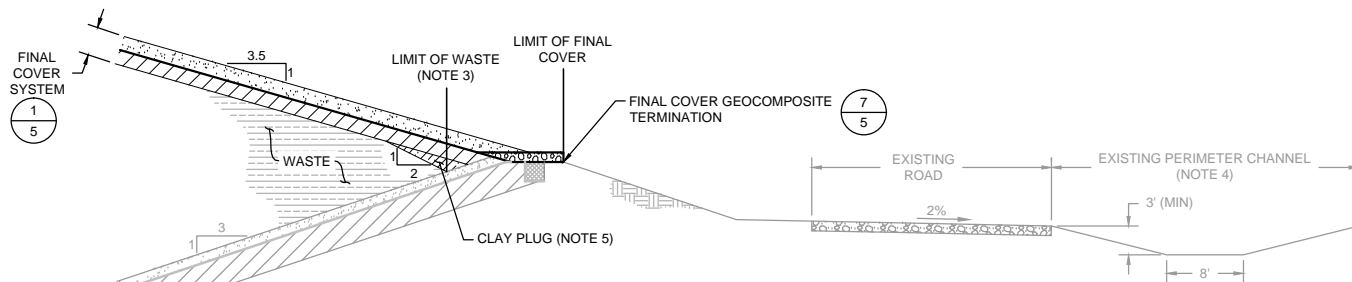 FINAL
COVER
SYSTEM
1
5
3.5
1
LIMIT OF WASTE
(NOTE 3)
LIMIT OF FINAL
COVER
FINAL COVER GEOCOMPOSITE
TERMINATION
7
5
WASTE
1
2
3
1
CLAY PLUG (NOTE 5)
EXISTING
ROAD
2%
EXISTING PERIMETER CHANNEL
(NOTE 4)
3' (MIN)
8'